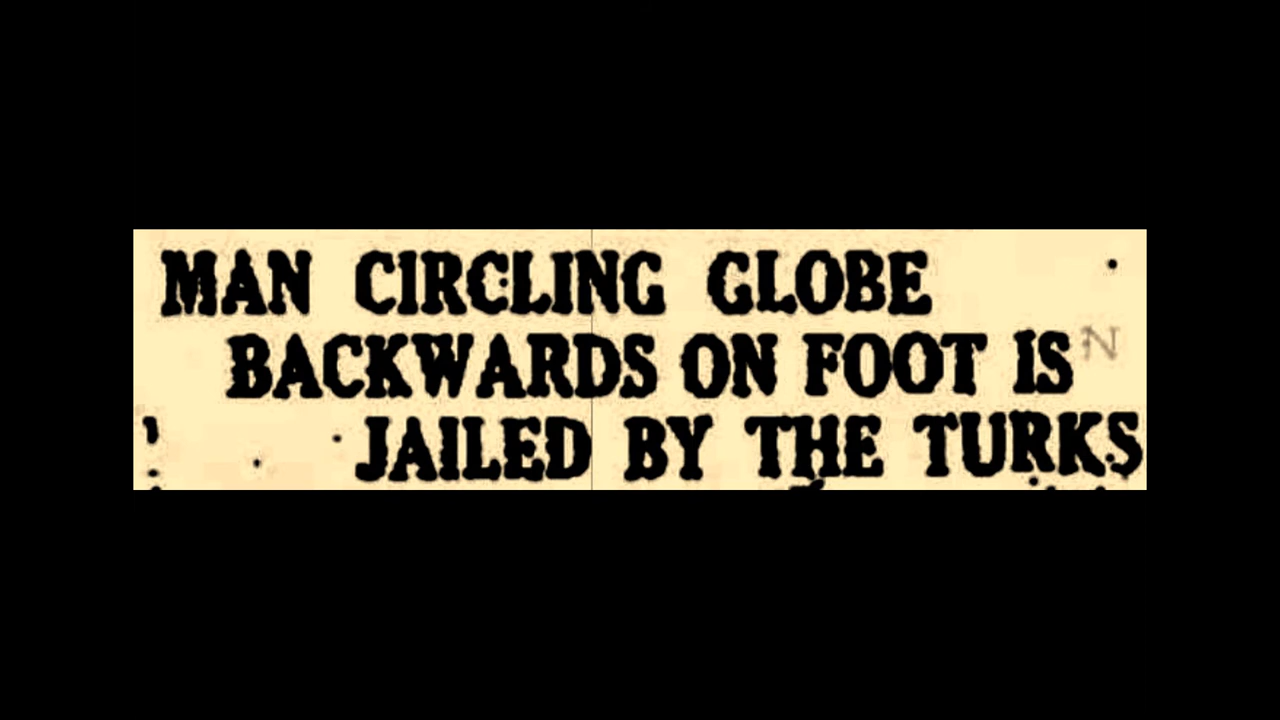 MAN CIRCLING GLOBE
BACKWARDS ON FOOT IS N
JAILED BY THE TURKS